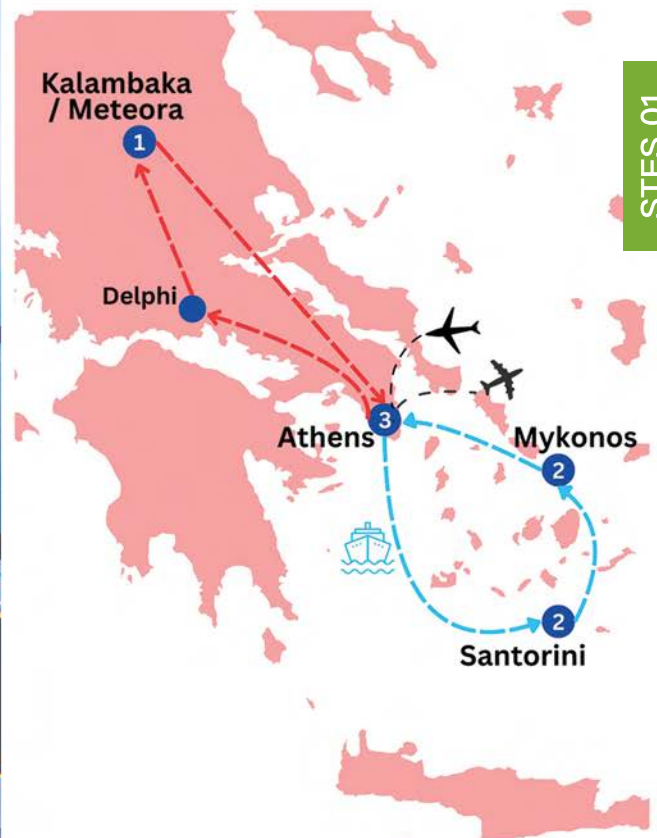 Kalambaka
/ Meteora
1
STES 01
Delphi
3
Athens
Mykonos
2
2
Santorini